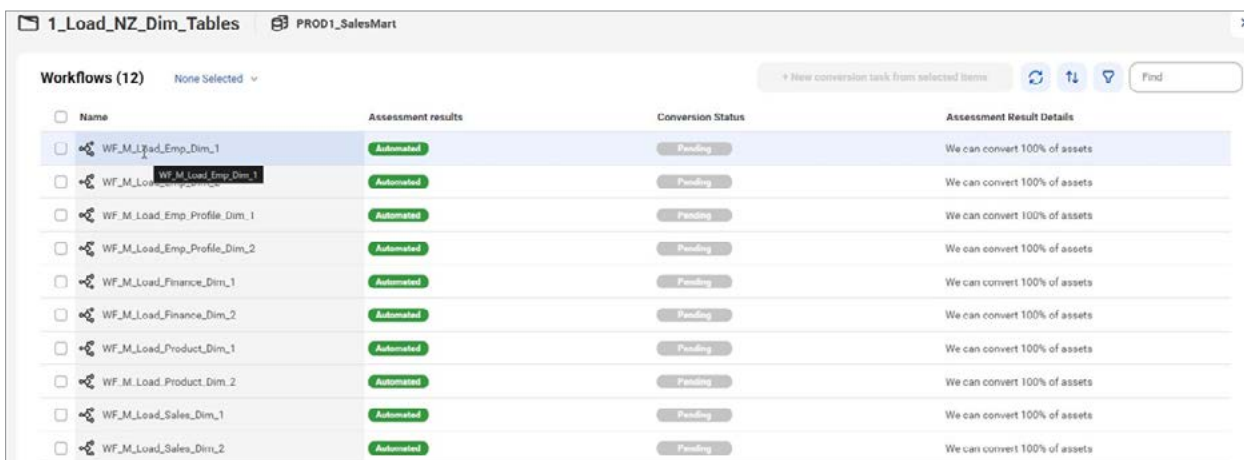 1_Load_NZ_Dim_Tables PROD1_SalesMart
Workflows (12) None Selected + New conversion task from selected items Find
Name Assessment results Conversion Status Assessment Result Details
WF_M_Load_Emp_Dim_1 Automated Pending We can convert 100% of assets
WF_M_Load_Emp_Dim_1
WF_M_Load_Emp_Dim_2 Automated Pending We can convert 100% of assets
WF_M_Load_Emp_Profile_Dim_1 Automated Pending We can convert 100% of assets
WF_M_Load_Emp_Profile_Dim_2 Automated Pending We can convert 100% of assets
WF_M_Load_Finance_Dim_1 Automated Pending We can convert 100% of assets
WF_M_Load_Finance_Dim_2 Automated Pending We can convert 100% of assets
WF_M_Load_Product_Dim_1 Automated Pending We can convert 100% of assets
WF_M_Load_Product_Dim_2 Automated Pending We can convert 100% of assets
WF_M_Load_Sales_Dim_1 Automated Pending We can convert 100% of assets
WF_M_Load_Sales_Dim_2 Automated Pending We can convert 100% of assets